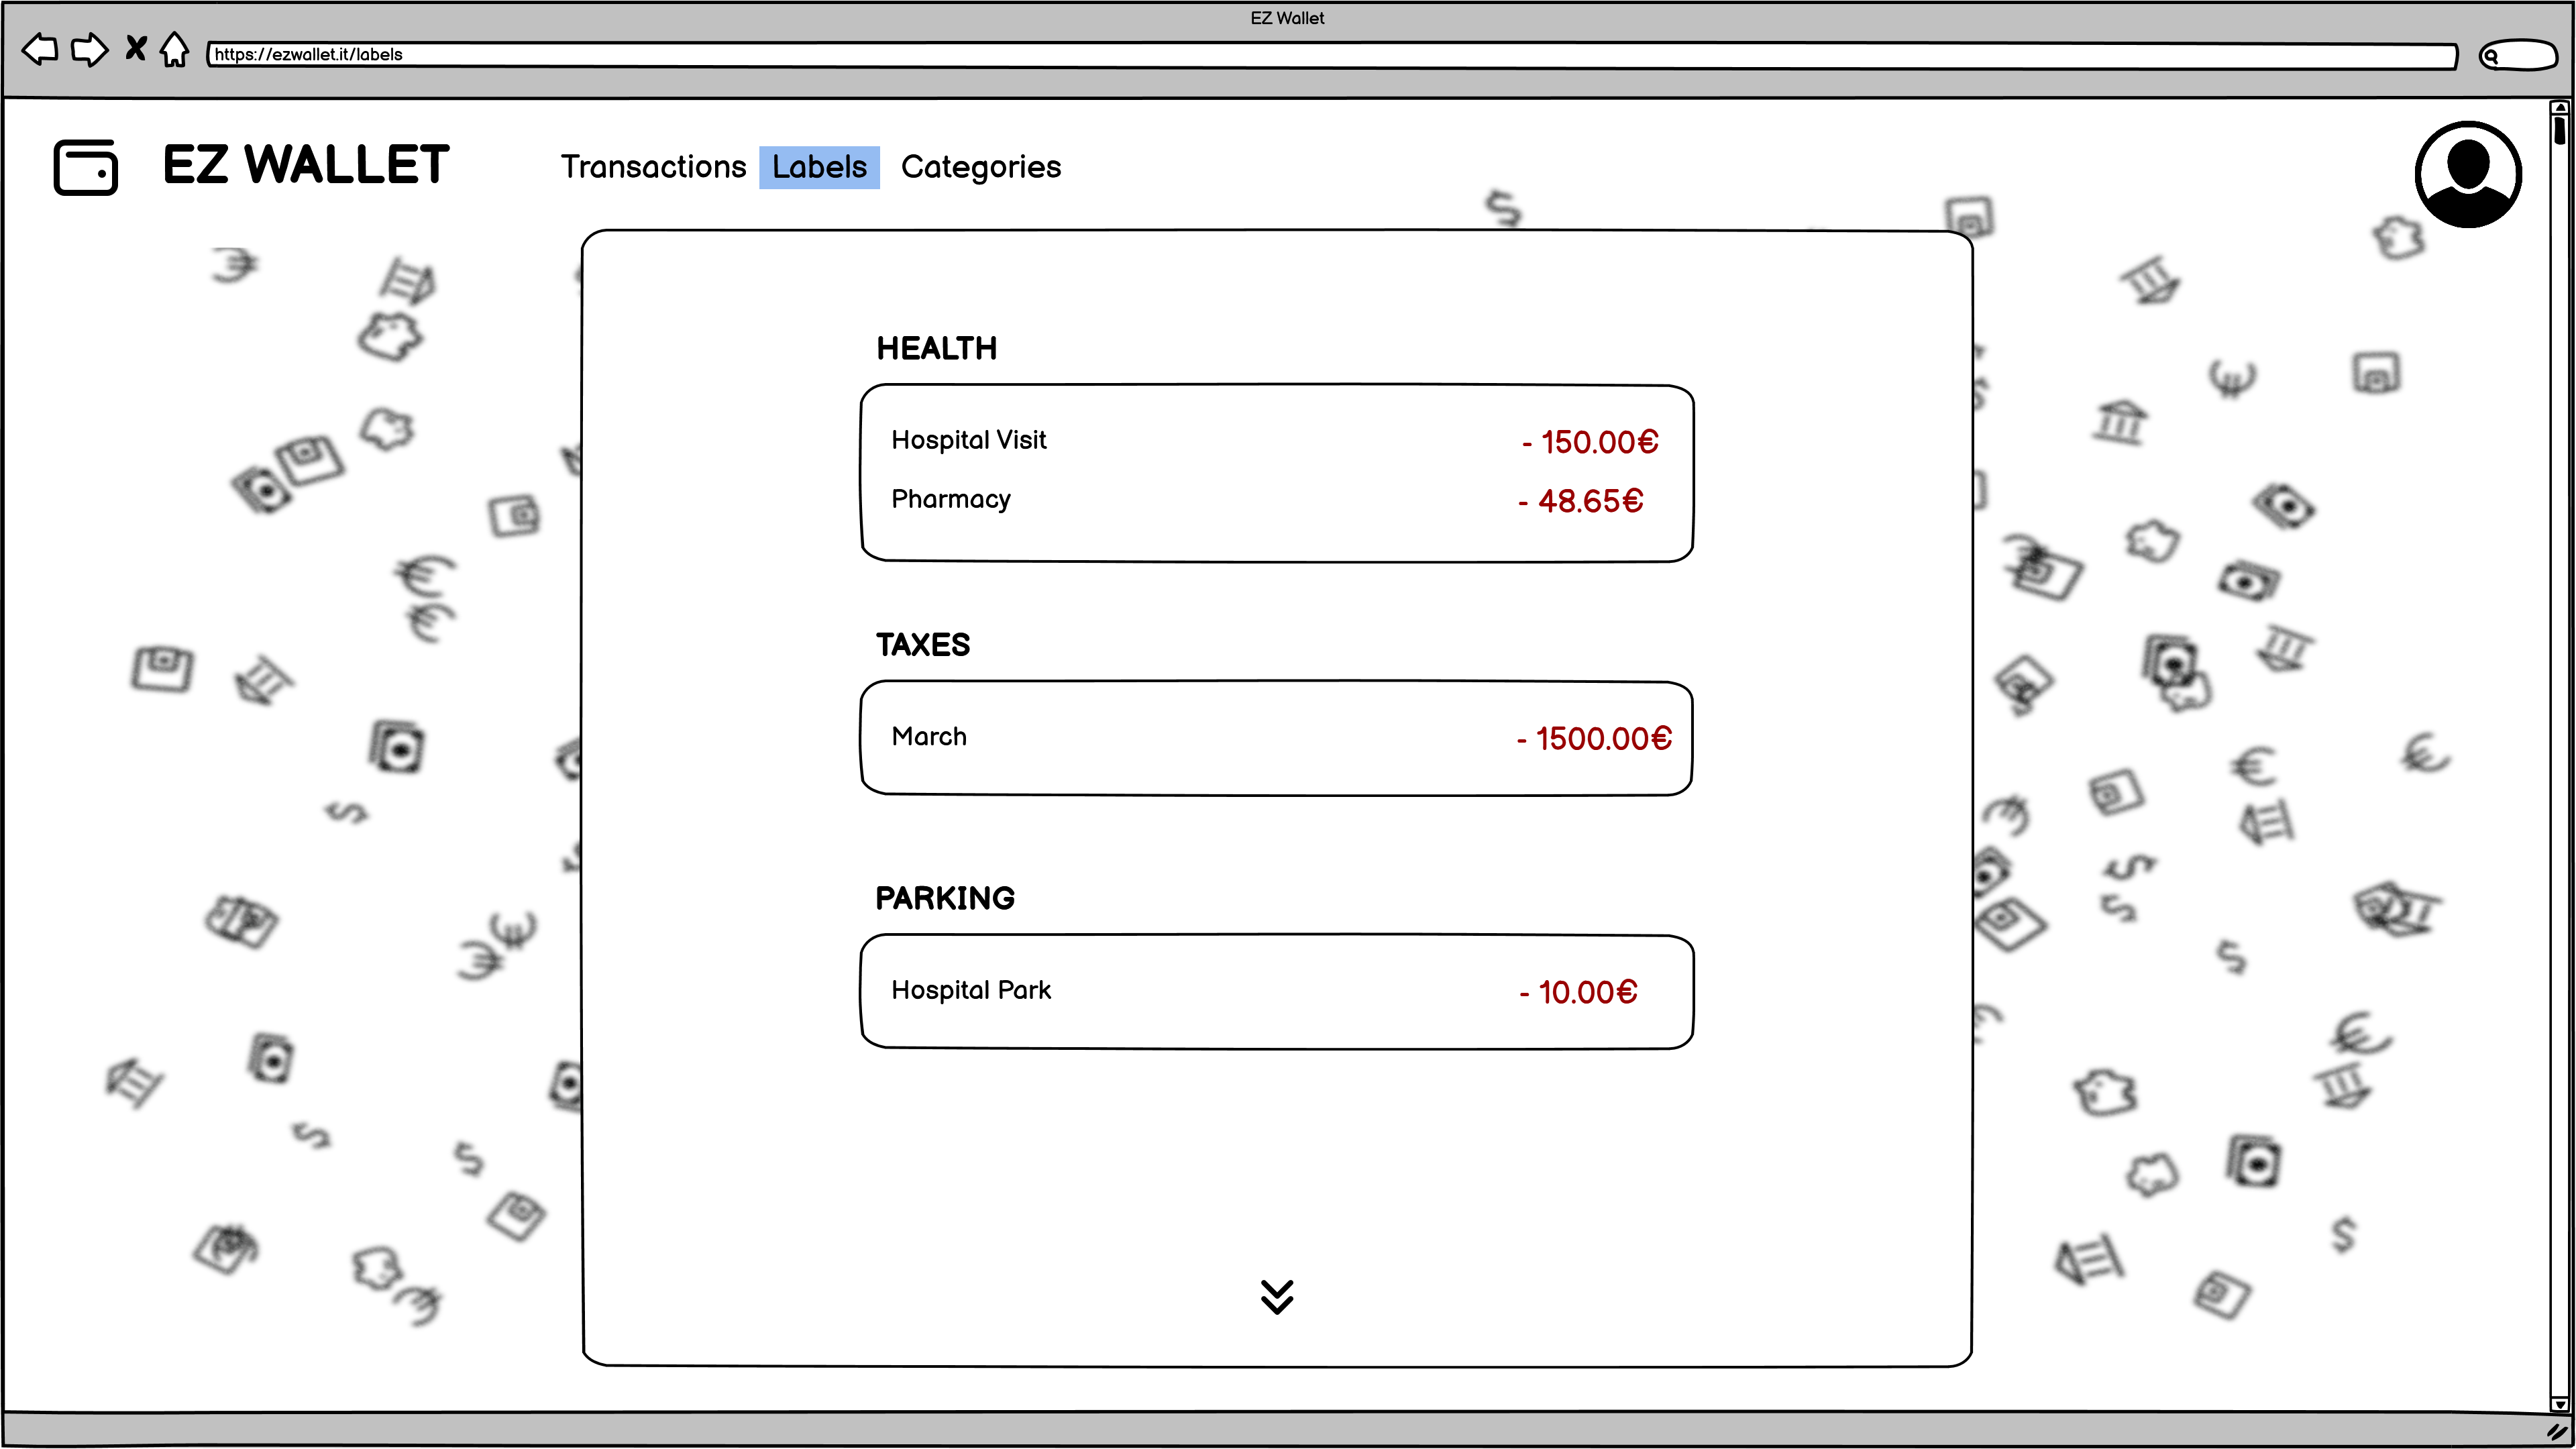 EZ Wallet
https://ezwallet.it/labels
EZ WALLET
Transactions Labels Categories
HEALTH
Hospital Visit - 150.00€
Pharmacy - 48.65€
TAXES
March - 1500.00€
PARKING
Hospital Park - 10.00€